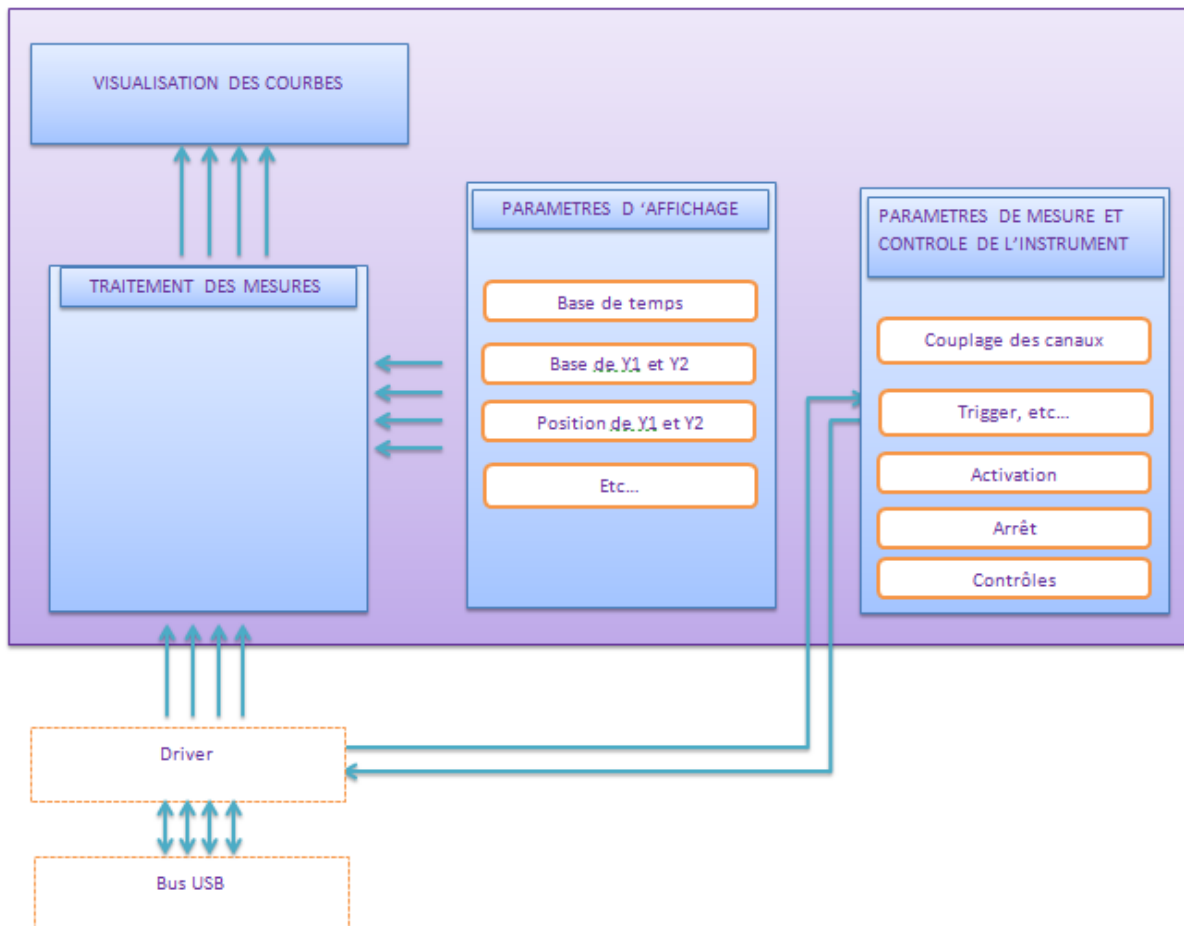 VISUALISATION DES COURBES
PARAMETRES D ‘AFFICHAGE
PARAMETRES DE MESURE ET
CONTROLE DE L’INSTRUMENT
TRAITEMENT DES MESURES
Base de temps
Base de Y1 et Y2
Position de Y1 et Y2
Etc...
Couplage des canaux
Trigger, etc...
Activation
Arrêt
Contrôles
Driver
Bus USB